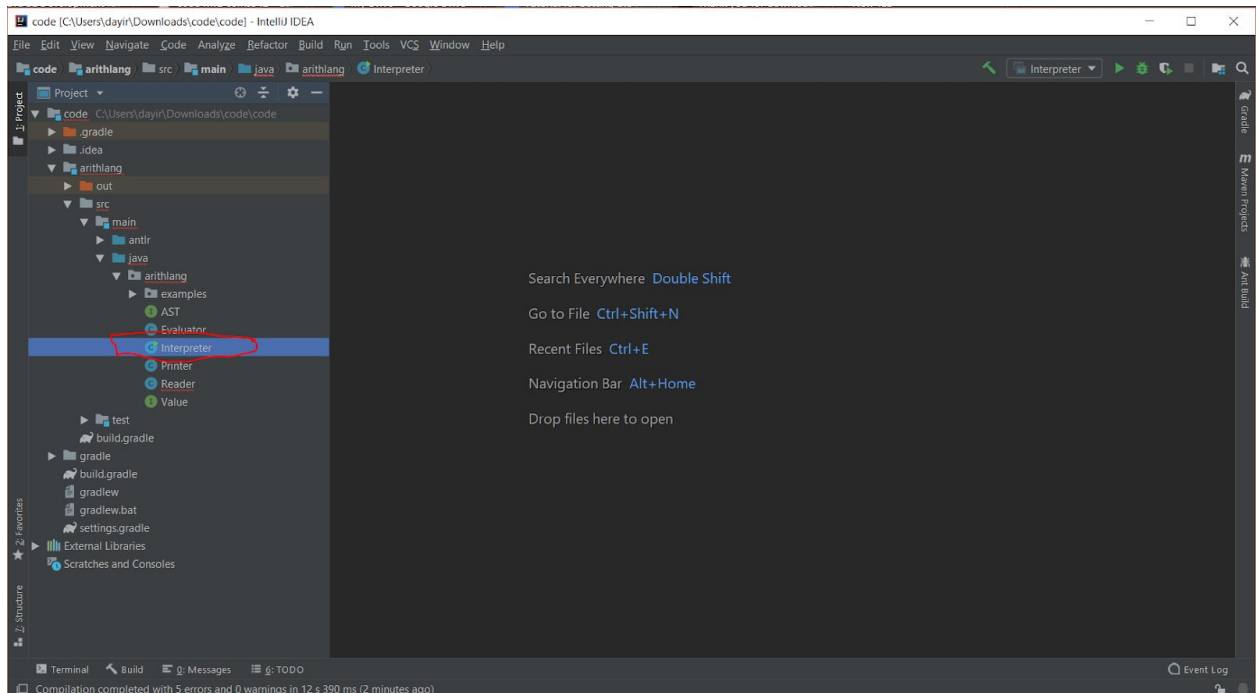 code [C:\Users\dayir\Downloads\code\code] - IntelliJ IDEA
File Edit View Navigate Code Analyze Refactor Build Run Tools VCS Window Help
code arithlang src main java arithlang Interpreter
Interpreter
1: Project
Project
code C:\Users\dayir\Downloads\code\code
.gradle
.idea
arithlang
out
src
main
antlr
java
arithlang
examples
AST
Evaluator
Interpreter
Printer
Reader
Value
test
build.gradle
gradle
build.gradle
gradlew
gradlew.bat
settings.gradle
External Libraries
Scratches and Consoles
Search Everywhere Double Shift
Go to File Ctrl+Shift+N
Recent Files Ctrl+E
Navigation Bar Alt+Home
Drop files here to open
Gradle
m Maven Projects
Ant Build
2: Favorites
7: Structure
Terminal Build 0: Messages 6: TODO
Event Log
Compilation completed with 5 errors and 0 warnings in 12 s 390 ms (2 minutes ago)